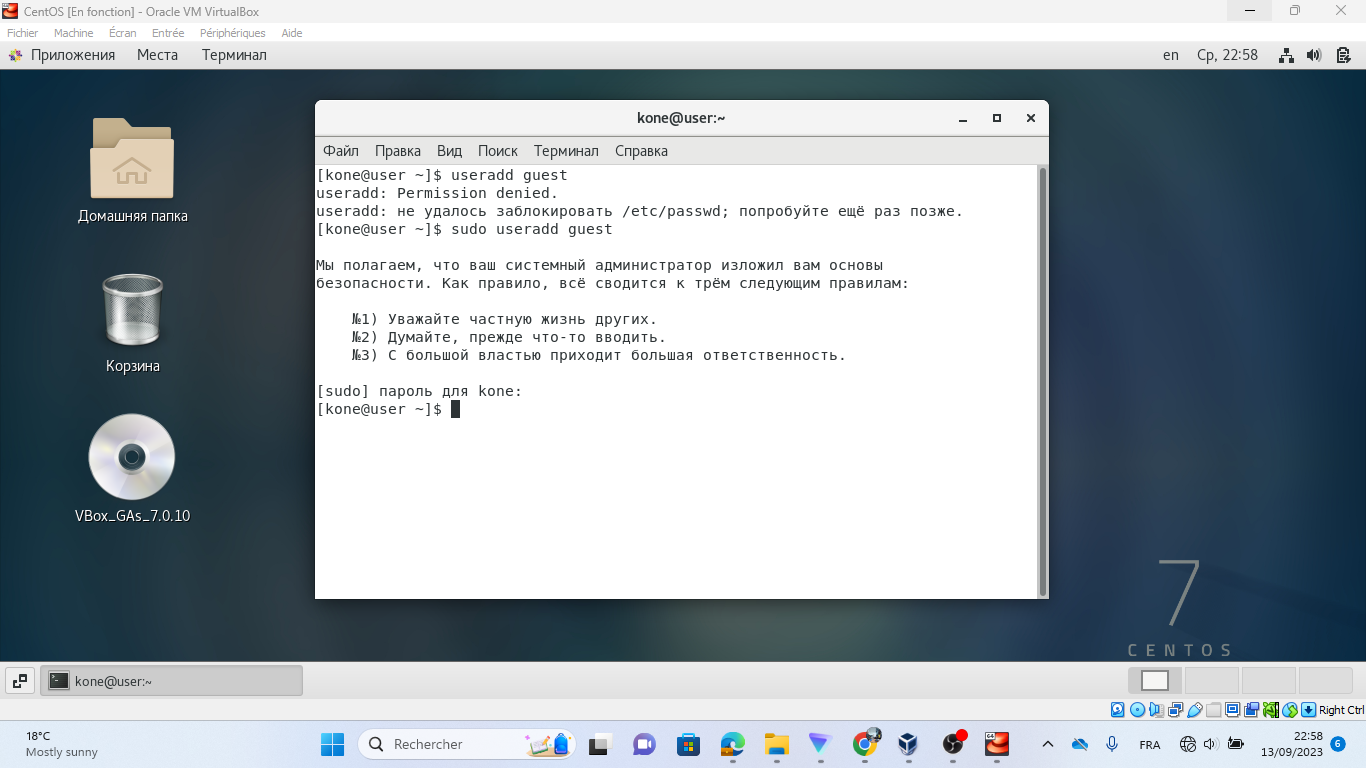 CentOS [En fonction] - Oracle VM VirtualBox
Fichier Machine Écran Entrée Périphériques Aide
Приложения Места Терминал en Ср, 22:58
kone@user:~
Файл Правка Вид Поиск Терминал Справка
[kone@user ~]$ useradd guest
useradd: Permission denied.
useradd: не удалось заблокировать /etc/passwd; попробуйте ещё раз позже.
[kone@user ~]$ sudo useradd guest
Мы полагаем, что ваш системный администратор изложил вам основы
безопасности. Как правило, всё сводится к трём следующим правилам:
№1) Уважайте частную жизнь других.
№2) Думайте, прежде что-то вводить.
№3) С большой властью приходит большая ответственность.
[sudo] пароль для kone:
[kone@user ~]$
Домашняя папка
Корзина
VBox_GAs_7.0.10
7
CENTOS
kone@user:~
Right Ctrl
18°C
Mostly sunny
Rechercher
FRA
22:58
13/09/2023
6